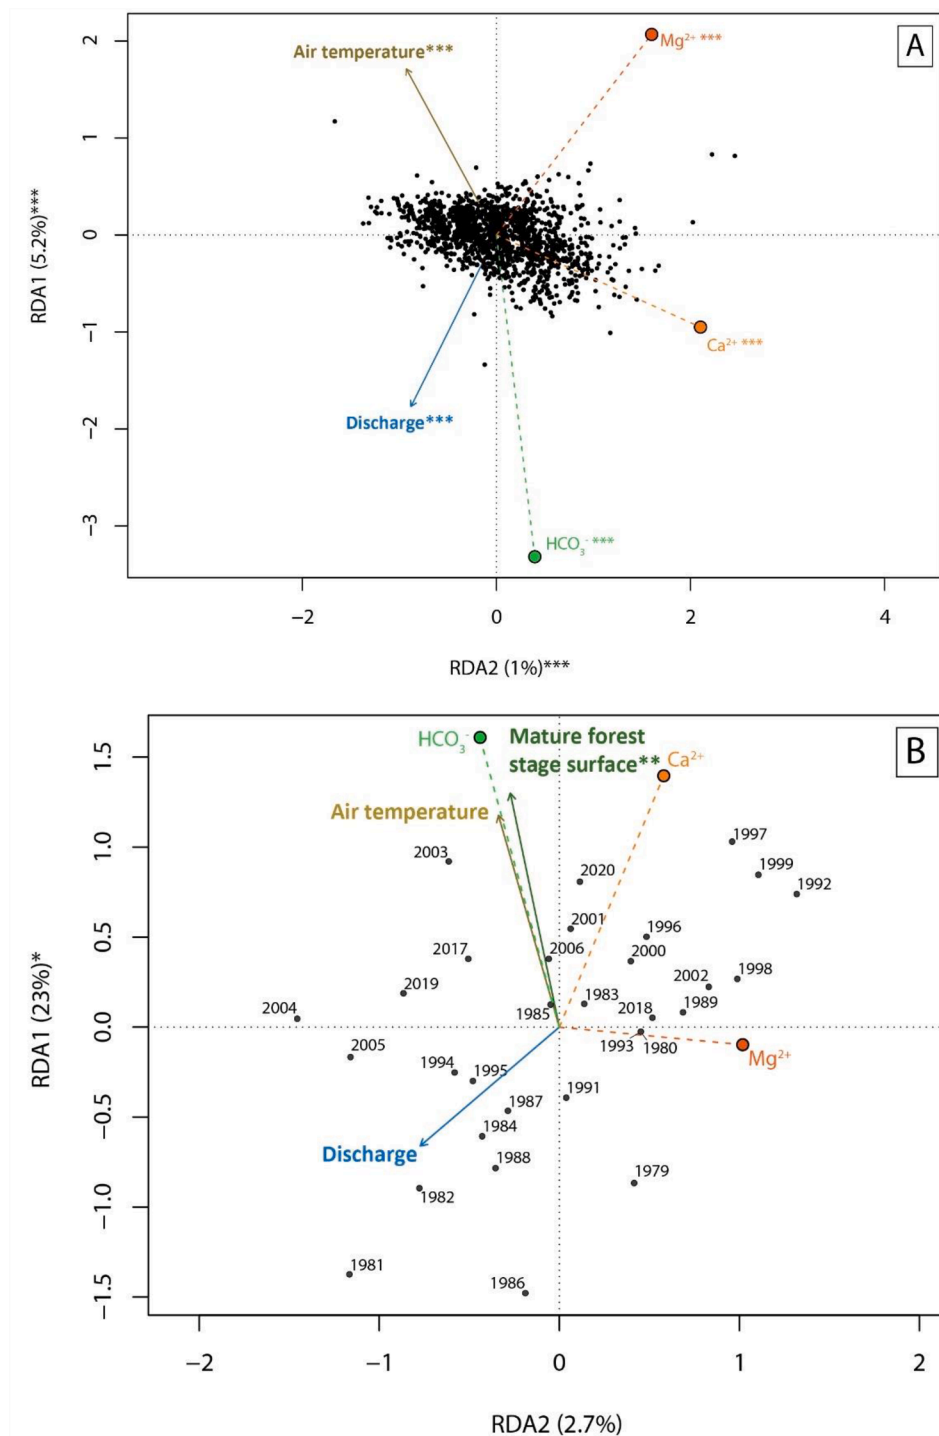 A
Air temperature***
Mg²⁺ ***
2
1
0
−1
−2
−3
RDA1 (5.2%)***
Ca²⁺ ***
Discharge***
HCO₃⁻ ***
−2
0
2
4
RDA2 (1%)***
B
HCO₃⁻
Mature forest
stage surface**
Ca²⁺
Air temperature
1.5
1.0
0.5
0.0
−0.5
−1.0
−1.5
RDA1 (23%)*
1997
2003
1999
2020
1992
2001
1996
2017
2006
2000
1998
2019
2002
1983
1989
2004
1985
2018
1993
1980
2005
Mg²⁺
1994
1995
1991
1987
1984
Discharge
1988
1979
1982
1981
1986
−2
−1
0
1
2
RDA2 (2.7%)